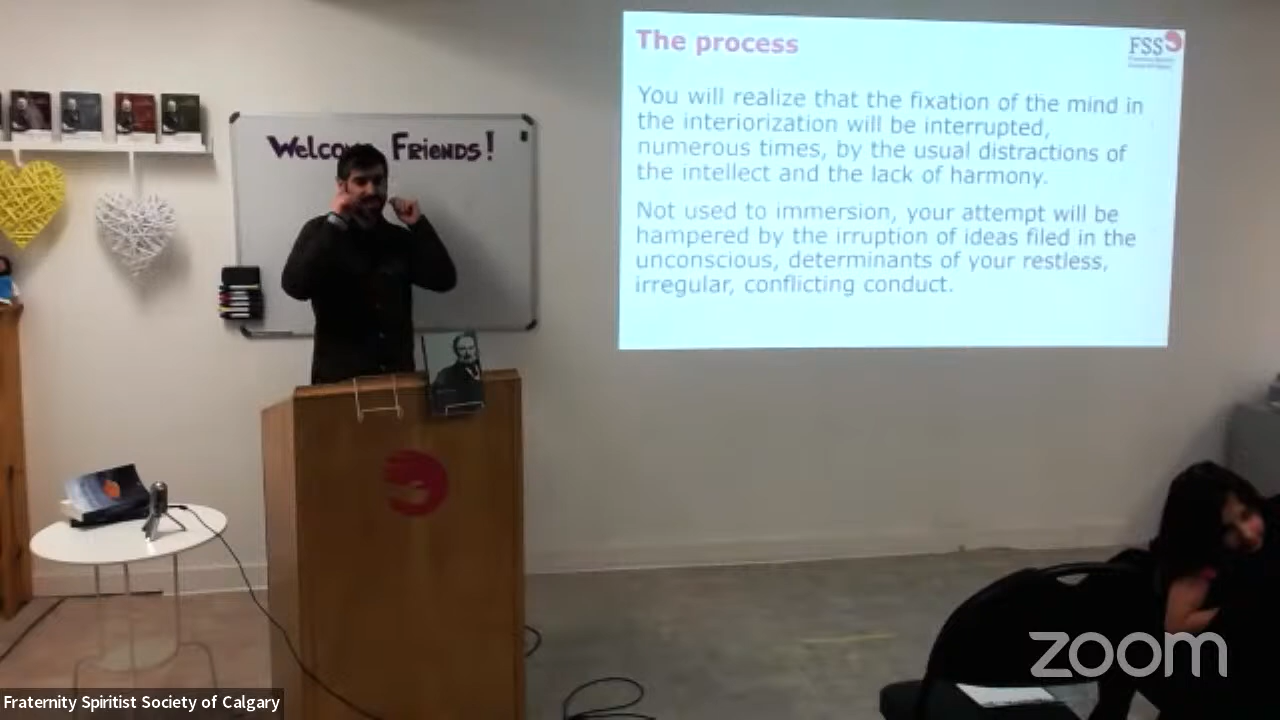 The process
FSS
You will realize that the fixation of the mind in
the interiorization will be interrupted,
numerous times, by the usual distractions of
the intellect and the lack of harmony.
Not used to immersion, your attempt will be
hampered by the irruption of ideas filed in the
unconscious, determinants of your restless,
irregular, conflicting conduct.
Friends!
zoom
Fraternity Spiritist Society of Calgary